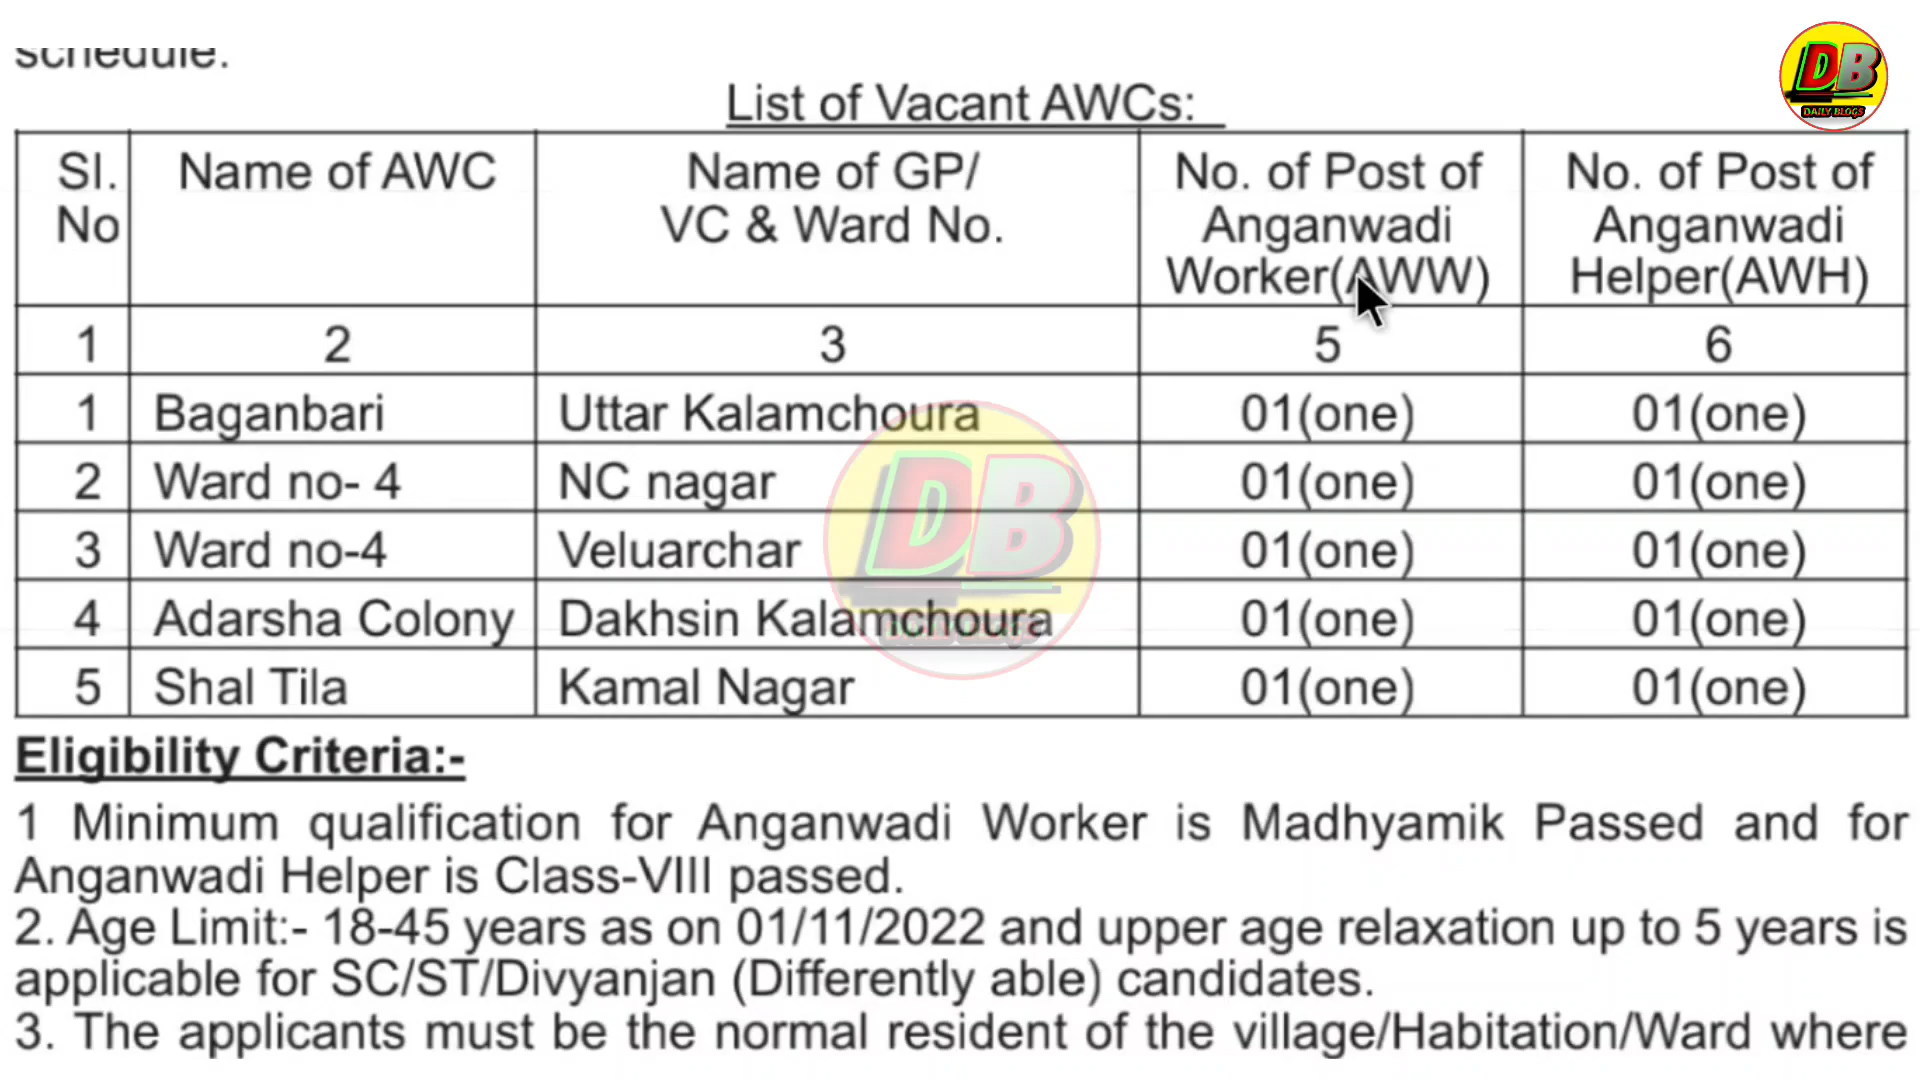 schedule.
DB
DAILY BLOGS
List of Vacant AWCs:
Sl. No
Name of AWC
Name of GP/ VC & Ward No.
No. of Post of Anganwadi Worker(AWW)
No. of Post of Anganwadi Helper(AWH)
1 2 3 5 6
1 Baganbari Uttar Kalamchoura 01(one) 01(one)
2 Ward no- 4 NC nagar 01(one) 01(one)
3 Ward no-4 Veluarchar 01(one) 01(one)
4 Adarsha Colony Dakhsin Kalamchoura 01(one) 01(one)
5 Shal Tila Kamal Nagar 01(one) 01(one)
DB
Eligibility Criteria:-
1 Minimum qualification for Anganwadi Worker is Madhyamik Passed and for
Anganwadi Helper is Class-VIII passed.
2. Age Limit:- 18-45 years as on 01/11/2022 and upper age relaxation up to 5 years is
applicable for SC/ST/Divyanjan (Differently able) candidates.
3. The applicants must be the normal resident of the village/Habitation/Ward where